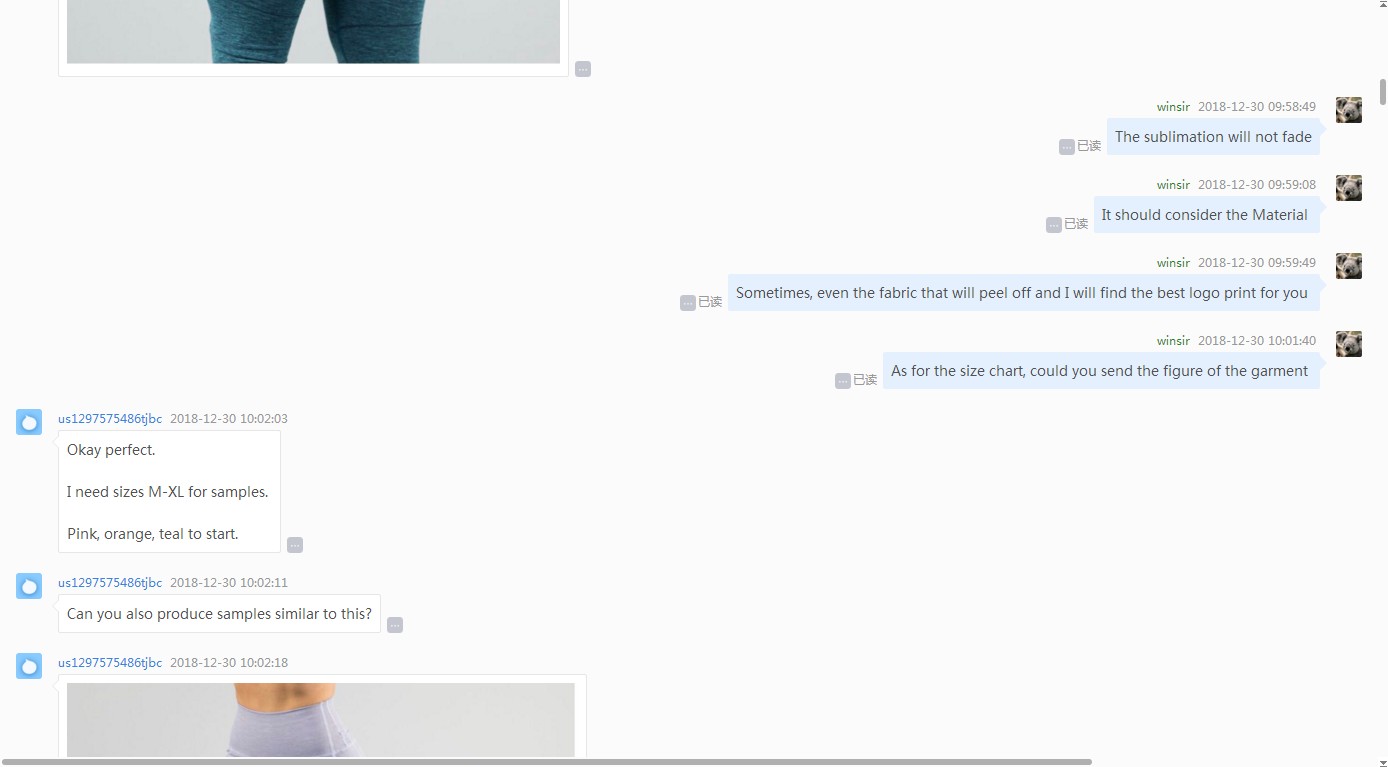 winsir 2018-12-30 09:58:49
The sublimation will not fade
已读
winsir 2018-12-30 09:59:08
It should consider the Material
已读
winsir 2018-12-30 09:59:49
Sometimes, even the fabric that will peel off and I will find the best logo print for you
已读
winsir 2018-12-30 10:01:40
As for the size chart, could you send the figure of the garment
已读
us1297575486tjbc 2018-12-30 10:02:03
Okay perfect.
I need sizes M-XL for samples.
Pink, orange, teal to start.
us1297575486tjbc 2018-12-30 10:02:11
Can you also produce samples similar to this?
us1297575486tjbc 2018-12-30 10:02:18